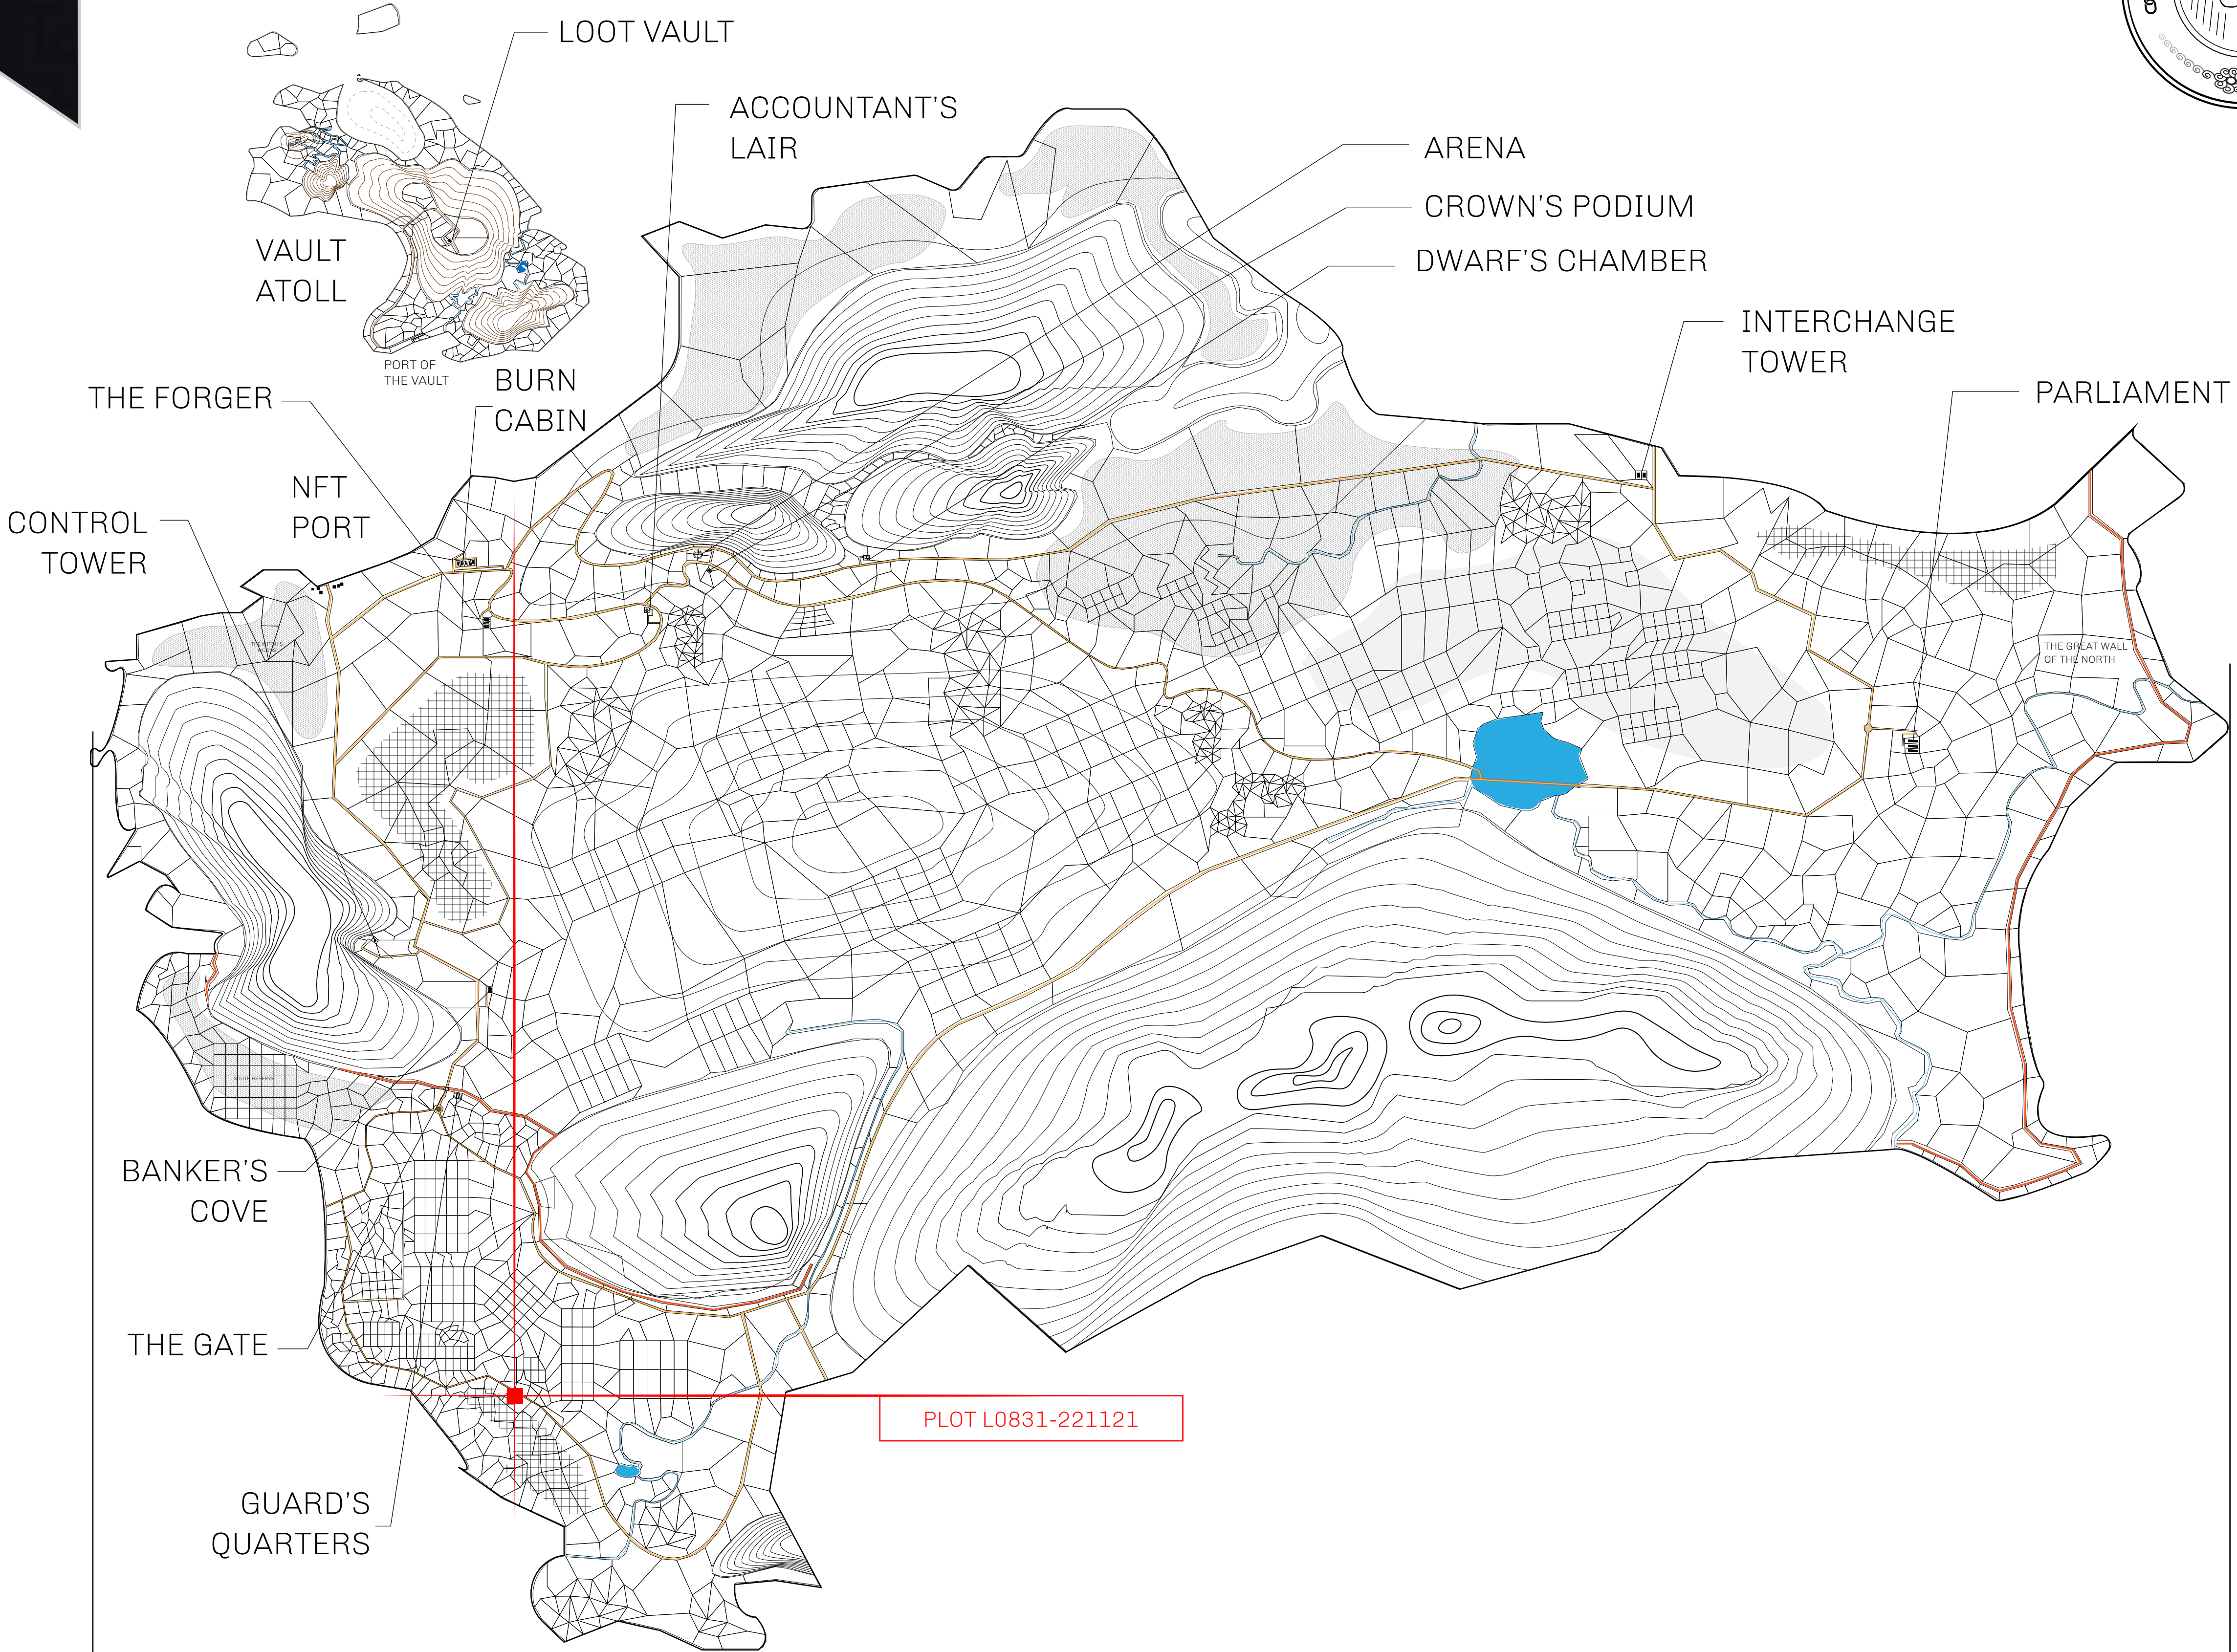 LOOT VAULT
ACCOUNTANT'S
LAIR
ARENA
CROWN'S PODIUM
DWARF'S CHAMBER
VAULT
ATOLL
INTERCHANGE
TOWER
PORT OF
THE VAULT
BURN
CABIN
THE FORGER
PARLIAMENT
NFT
PORT
CONTROL
TOWER
THE GREAT WALL
OF THE NORTH
SOUTH RESERVE
BANKER'S
COVE
THE GATE
PLOT L0831-221121
GUARD'S
QUARTERS